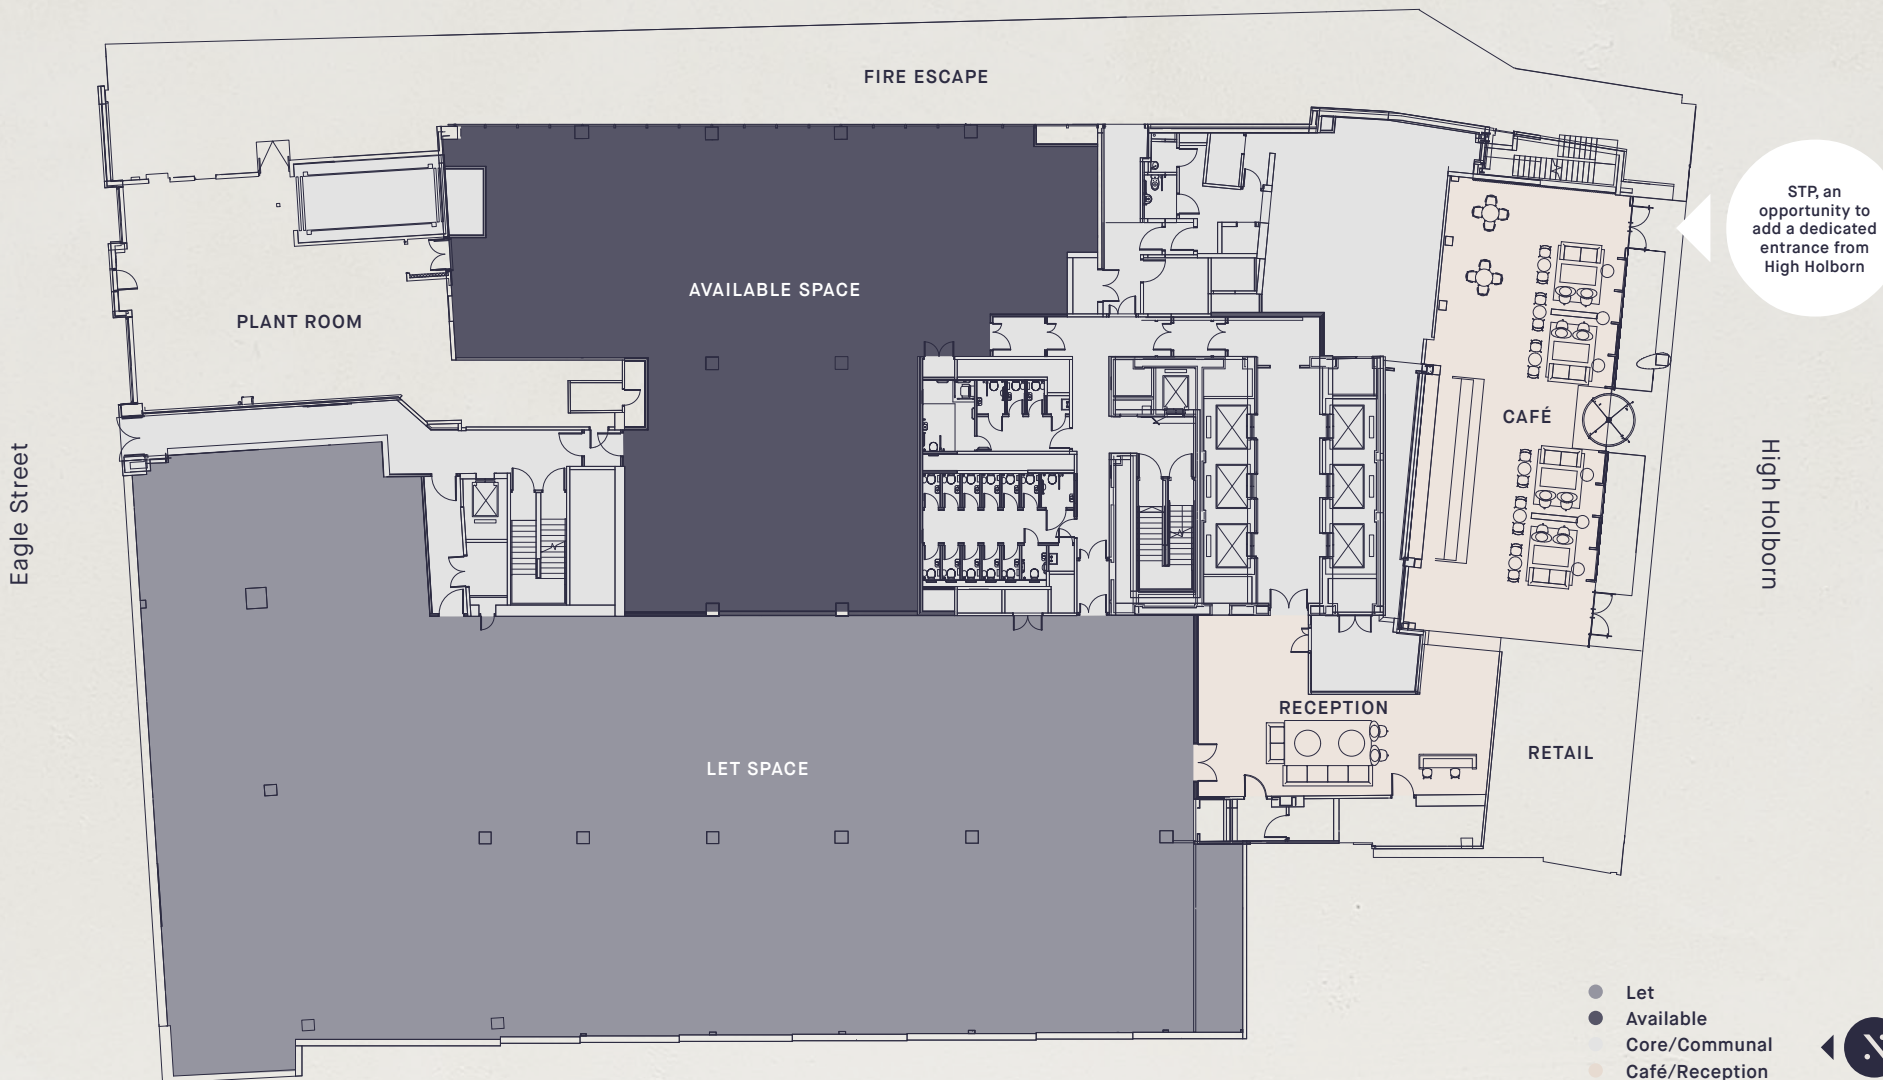 FIRE ESCAPE
STP, an
opportunity to
add a dedicated
entrance from
High Holborn
AVAILABLE SPACE
PLANT ROOM
CAFÉ
Eagle Street
High Holborn
RECEPTION
RETAIL
LET SPACE
Let
Available
Core/Communal
Café/Reception